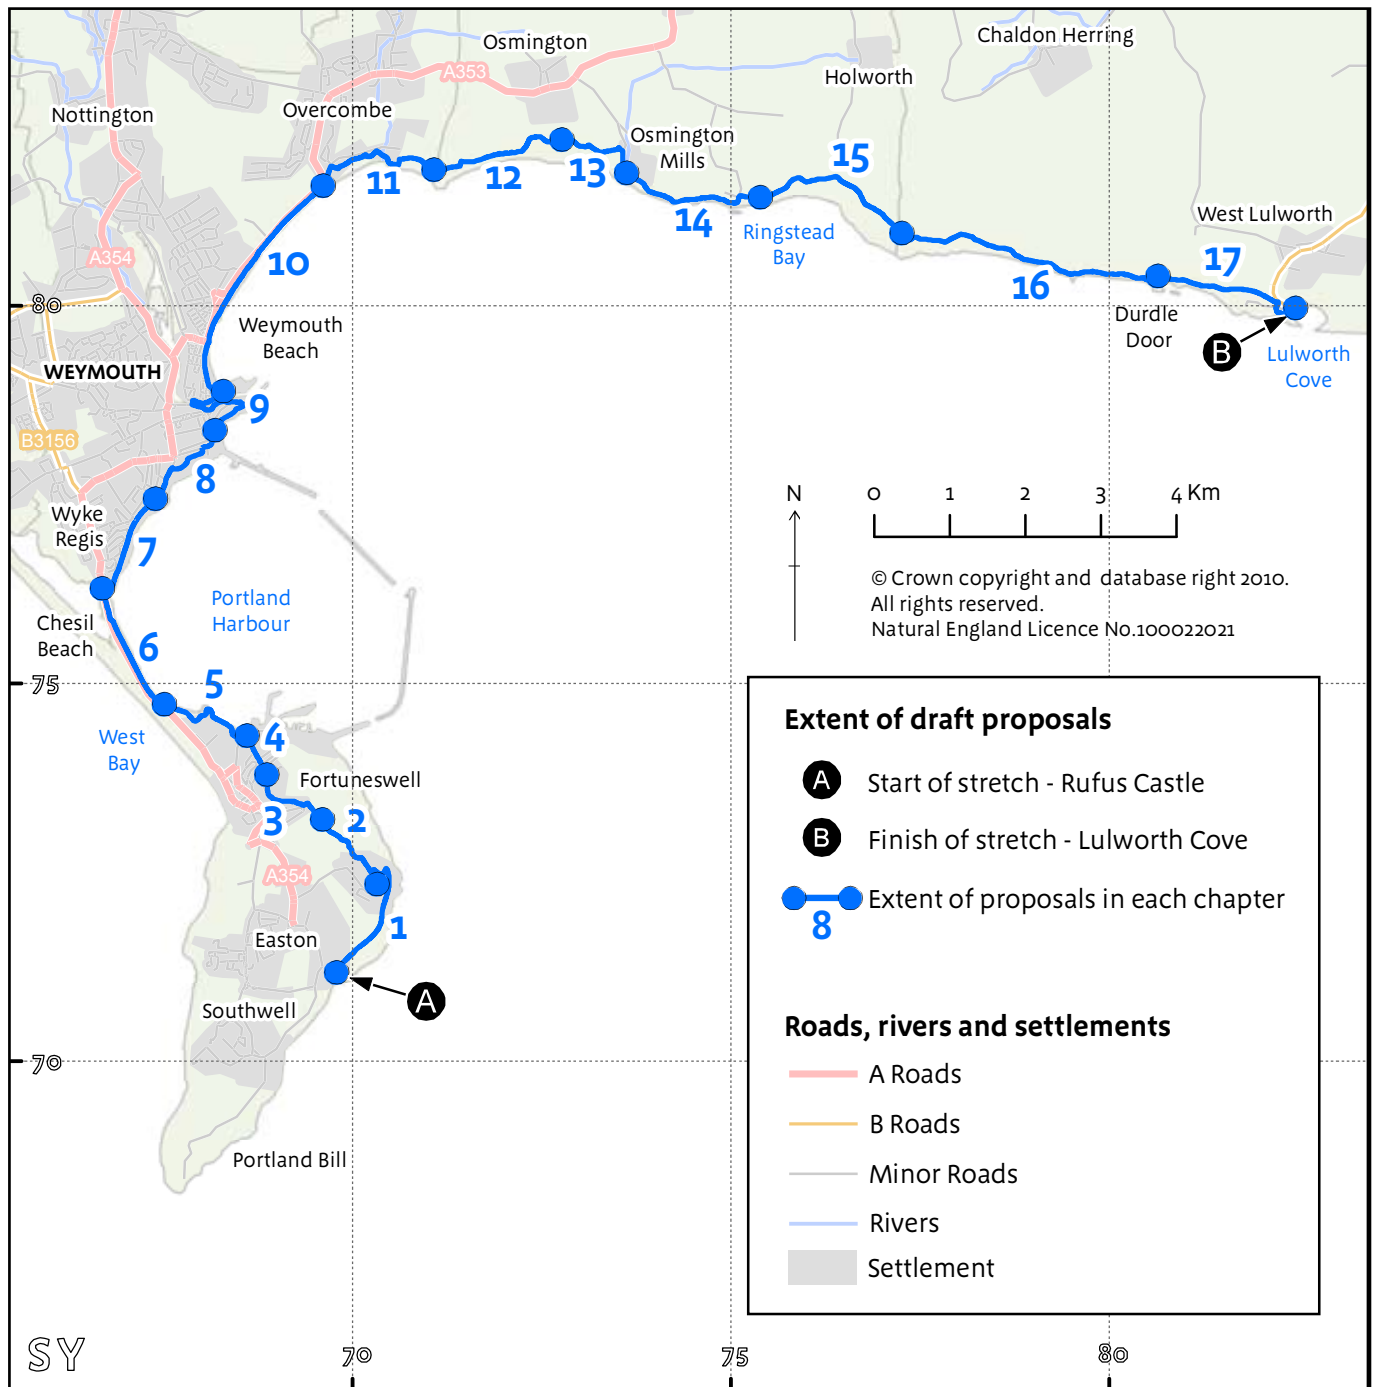 Osmington
Chaldon Herring
A353
Holworth
Nottington
Overcombe
Osmington
Mills
15
11
12
13
14
West Lulworth
Ringstead
Bay
A354
10
17
16
80
Weymouth
Beach
Durdle
Door
B
Lulworth
Cove
WEYMOUTH
9
B3156
8
Wyke
Regis
7
N
0 1 2 3 4 Km
© Crown copyright and database right 2010.
All rights reserved.
Natural England Licence No.100022021
Portland
Harbour
Chesil
Beach
6
75
5
West
Bay
4
Fortuneswell
3
2
A354
1
Easton
A
Southwell
70
Portland Bill
Extent of draft proposals
A Start of stretch - Rufus Castle
B Finish of stretch - Lulworth Cove
Extent of proposals in each chapter
8
Roads, rivers and settlements
A Roads
B Roads
Minor Roads
Rivers
Settlement
SY
70
75
80